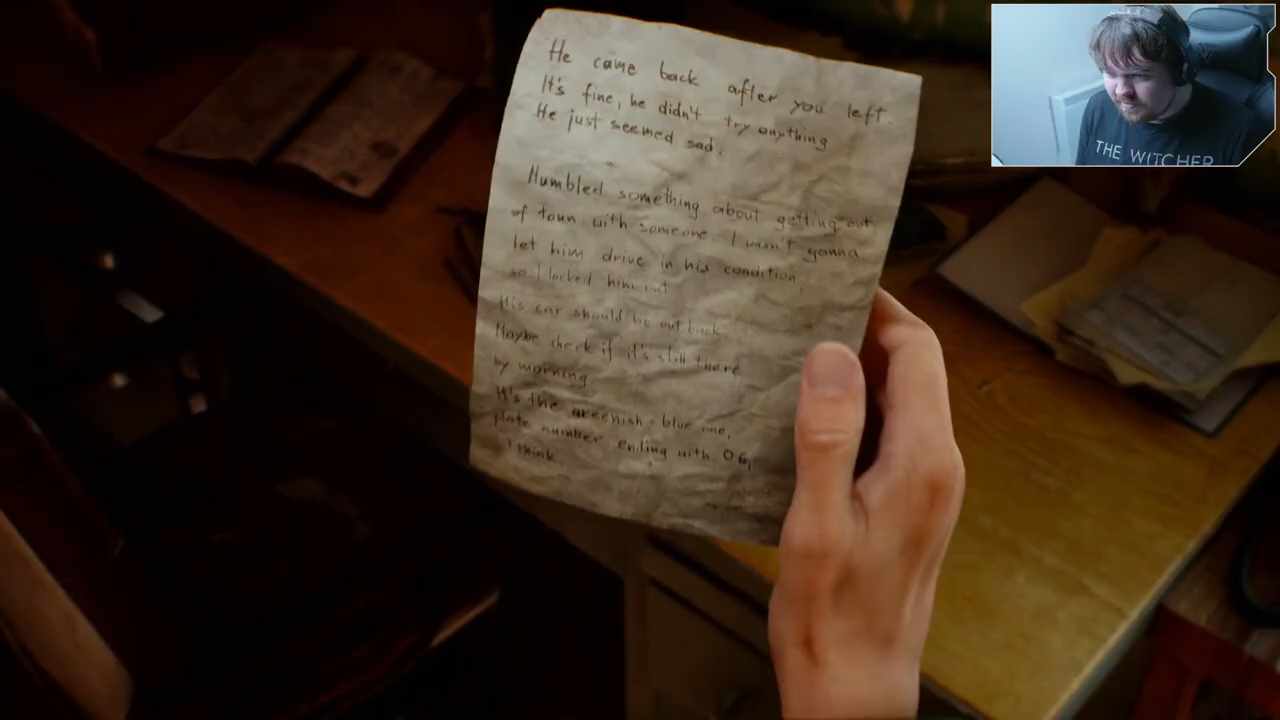 He came back after you left.
It's fine, he didn't try anything
He just seemed sad.
Mumbled something about getting out
of town with someone. I wasn't gonna
let him drive in his condition,
so I locked him out.
His car should be out back.
Maybe check if it's still there
by morning.
It's the greenish-blue one,
plate number ending with OG,
I think.
THE WITCHER